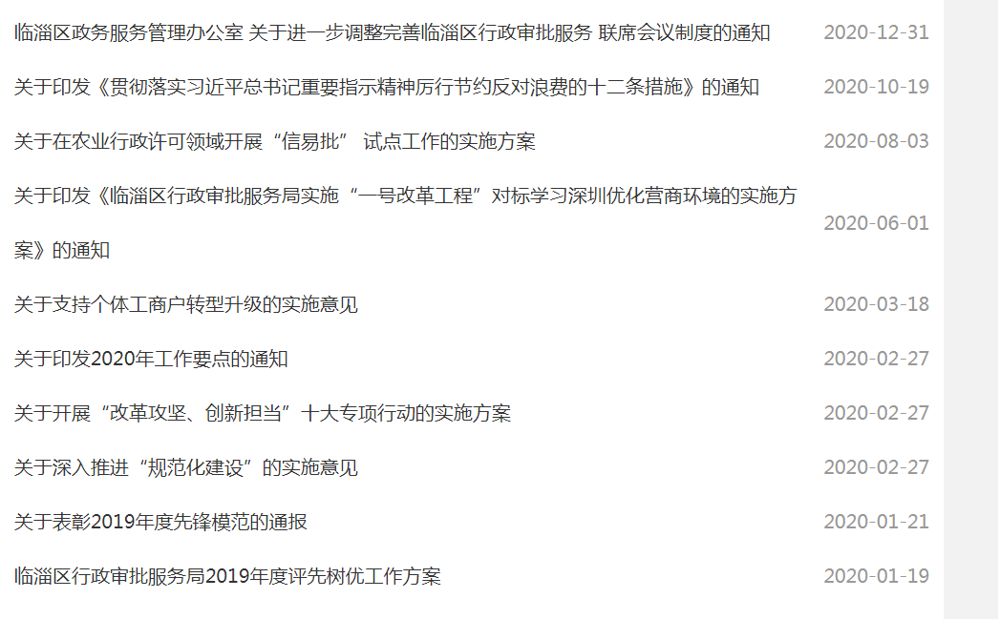 临淄区政务服务管理办公室 关于进一步调整完善临淄区行政审批服务 联席会议制度的通知 2020-12-31
关于印发《贯彻落实习近平总书记重要指示精神厉行节约反对浪费的十二条措施》的通知 2020-10-19
关于在农业行政许可领域开展“信易批” 试点工作的实施方案 2020-08-03
关于印发《临淄区行政审批服务局实施“一号改革工程”对标学习深圳优化营商环境的实施方
2020-06-01
案》的通知
关于支持个体工商户转型升级的实施意见 2020-03-18
关于印发2020年工作要点的通知 2020-02-27
关于开展“改革攻坚、创新担当”十大专项行动的实施方案 2020-02-27
关于深入推进“规范化建设”的实施意见 2020-02-27
关于表彰2019年度先锋模范的通报 2020-01-21
临淄区行政审批服务局2019年度评先树优工作方案 2020-01-19